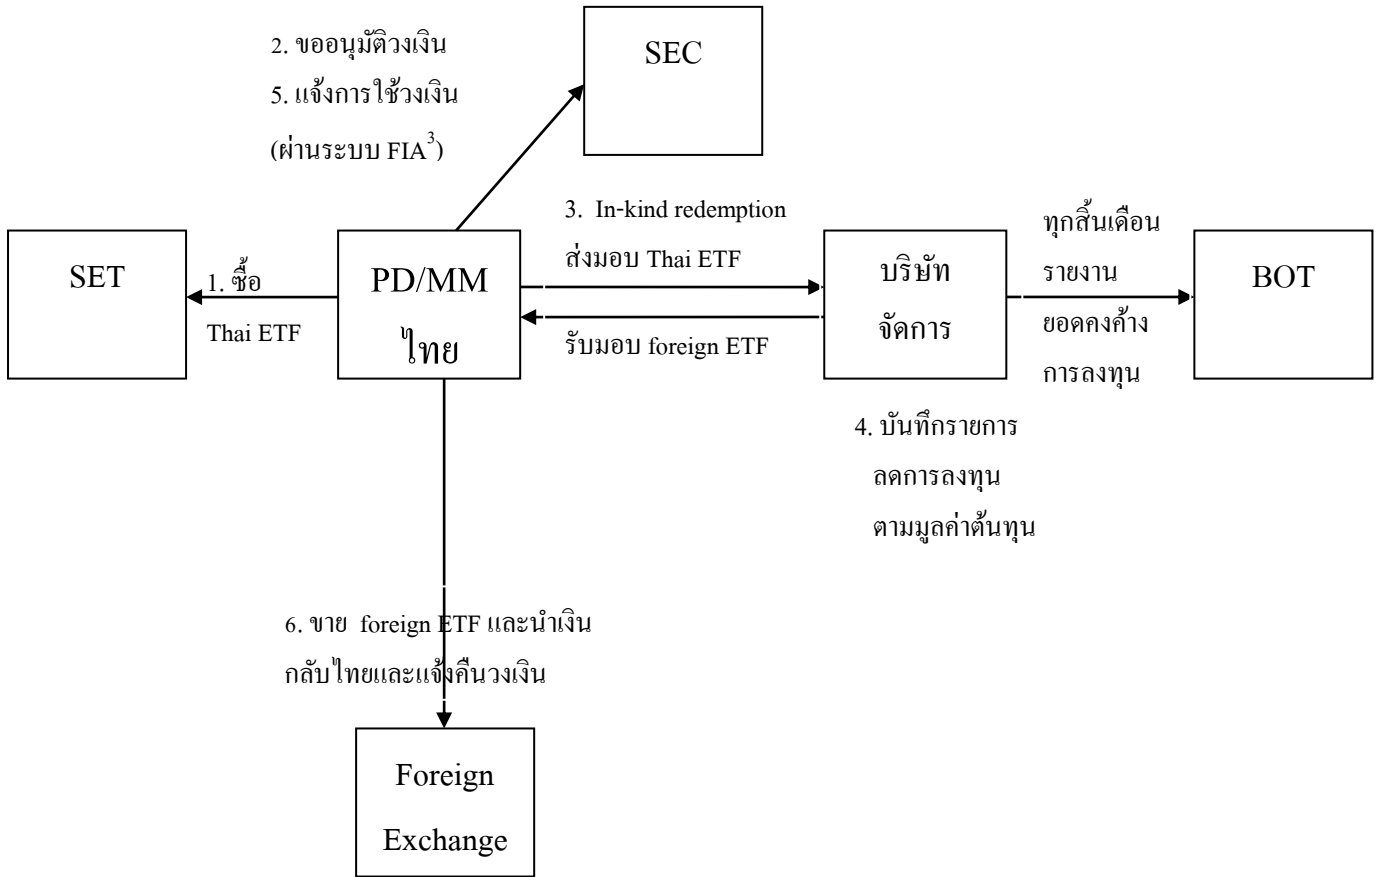 2. ขออนุมัติวงเงิน
5. แจ้งการใช้วงเงิน
(ผ่านระบบ FIA³)
SEC
SET
1. ซื้อ
Thai ETF
PD/MM
ไทย
3. In-kind redemption
ส่งมอบ Thai ETF
รับมอบ foreign ETF
บริษัท
จัดการ
ทุกสิ้นเดือน
รายงาน
ยอดคงค้าง
การลงทุน
BOT
4. บันทึกรายการ
ลดการลงทุน
ตามมูลค่าต้นทุน
6. ขาย foreign ETF และนำเงิน
กลับไทยและแจ้งคืนวงเงิน
Foreign
Exchange